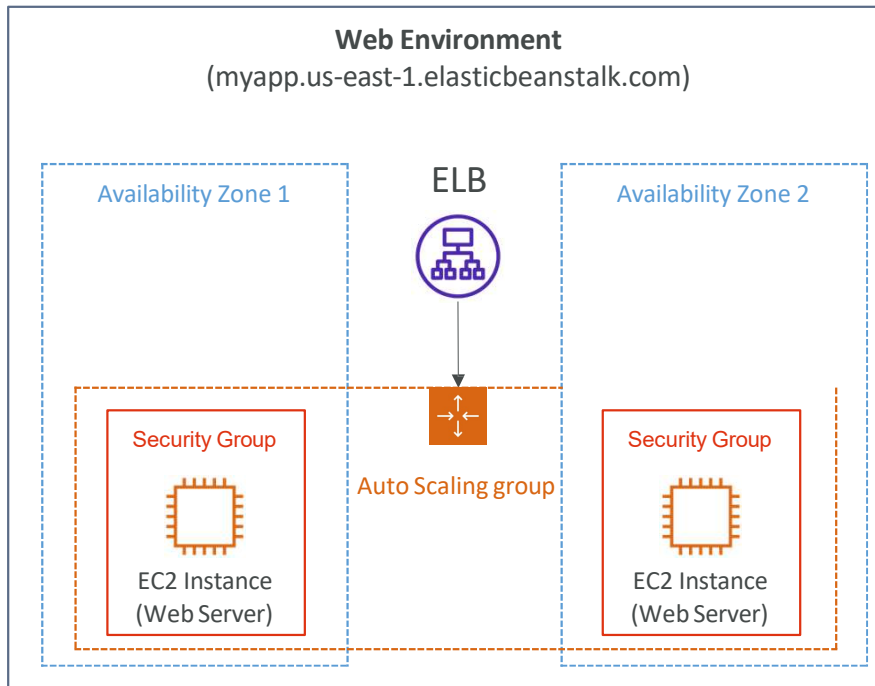 Web Environment
(myapp.us-east-1.elasticbeanstalk.com)
ELB
Availability Zone 1
Availability Zone 2
Security Group
Security Group
Auto Scaling group
EC2 Instance
(Web Server)
EC2 Instance
(Web Server)